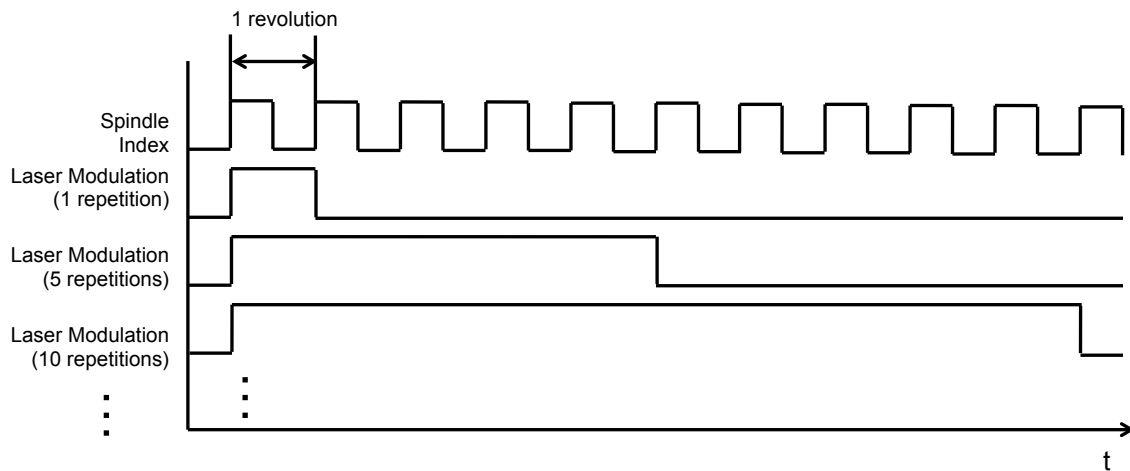 1 revolution
Spindle
Index
Laser Modulation
(1 repetition)
Laser Modulation
(5 repetitions)
Laser Modulation
(10 repetitions)
t